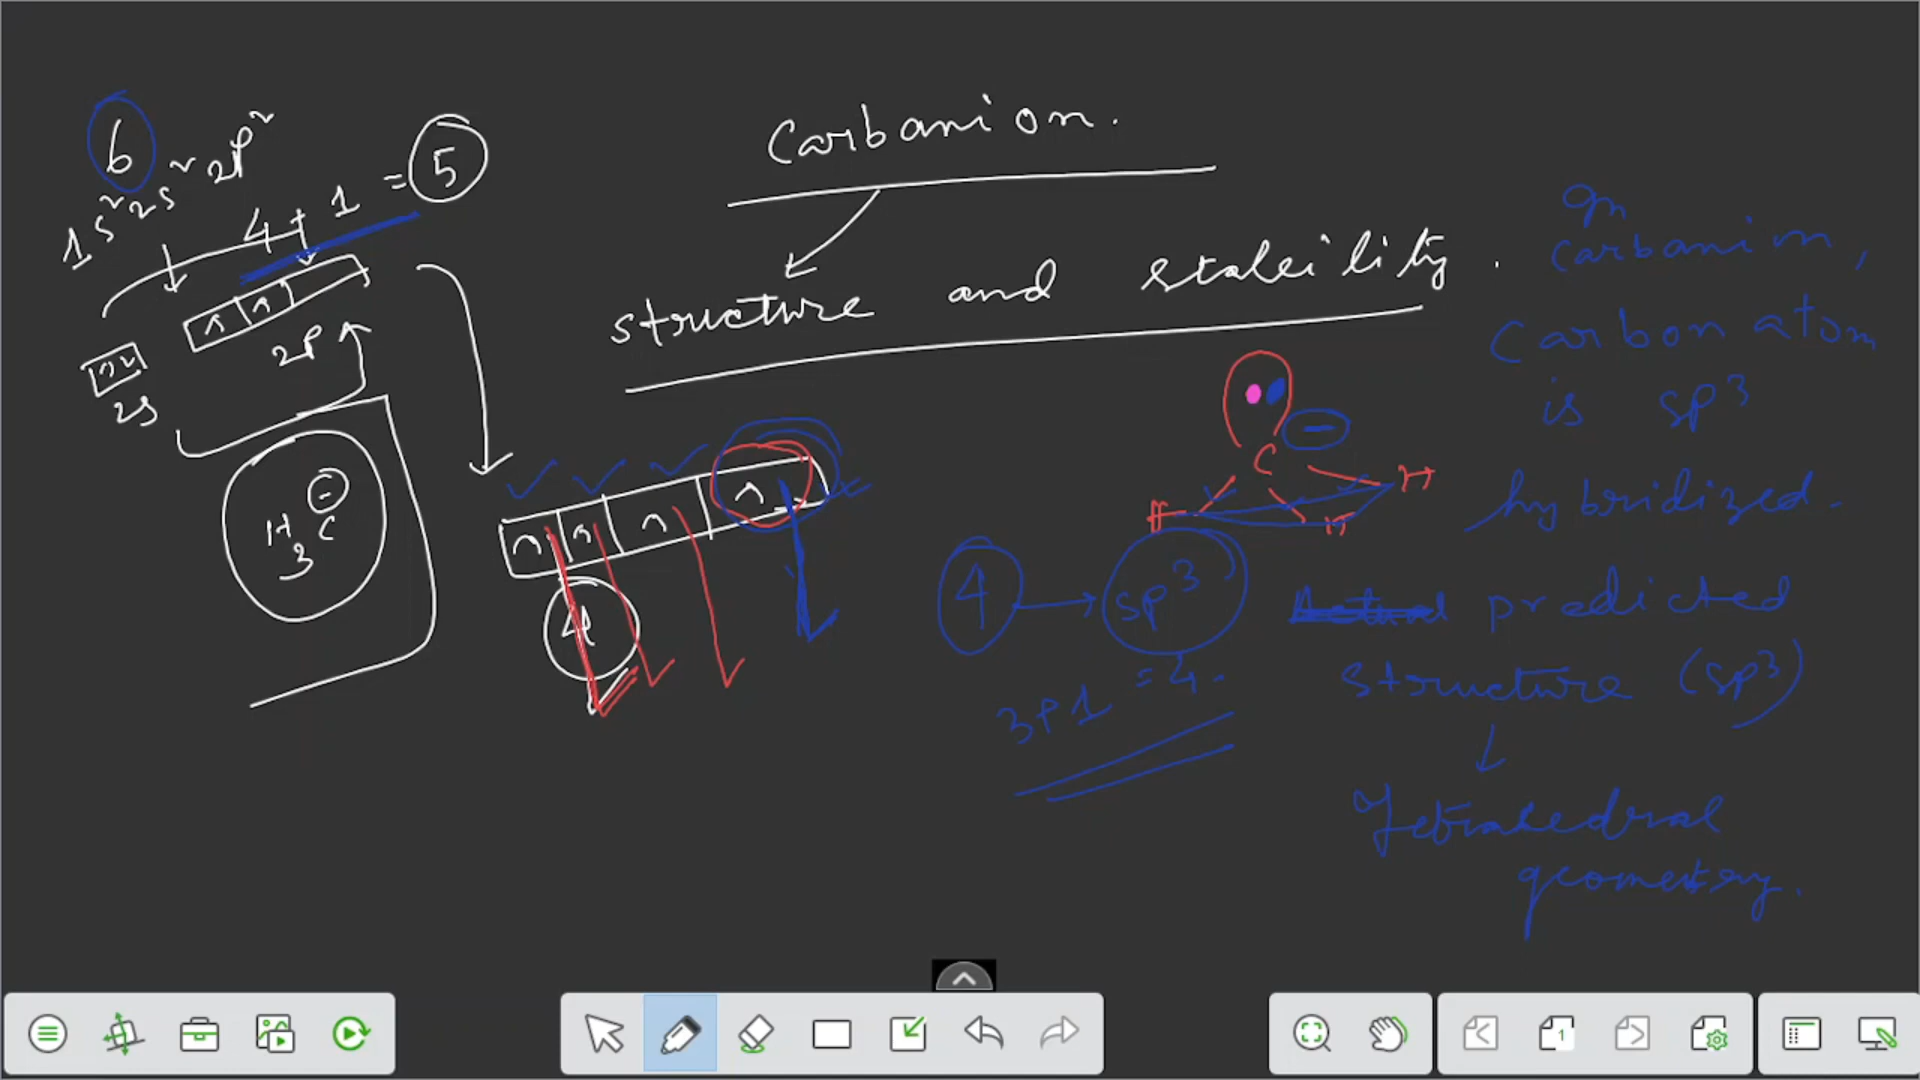 Carbanion.
structure and stability.
6
1s² 2s² 2p²
4 + 1 = 5
2p
2s
H3C
4
C
H
H
H
4 → sp³
3p1 = 4.
In
carbanion,
Carbon atom
is sp³
hybridized.
predicted
structure (sp³)
↓
Tetrahedral
geometry.
1